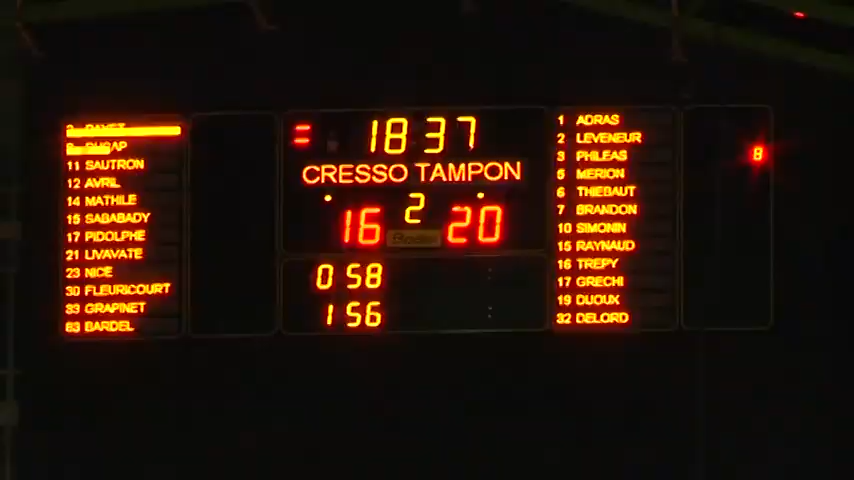 11 SAUTRON
12 AVRIL
14 MATHILE
15 SABABADY
17 PIDOLPHE
21 LIVAVATE
23 NICE
30 FLEURICOURT
33 GRAPINET
63 BARDEL
18 37
CRESSO TAMPON
2
16 20
0 58
1 56
1 ADRAS
2 LEVENEUR
3 PHILEAS
5 MERION
6 THIEBAUT
7 BRANDON
10 SIMONIN
15 RAYNAUD
16 TREPY
17 GRECHI
19 DIJOUX
32 DELORD
8